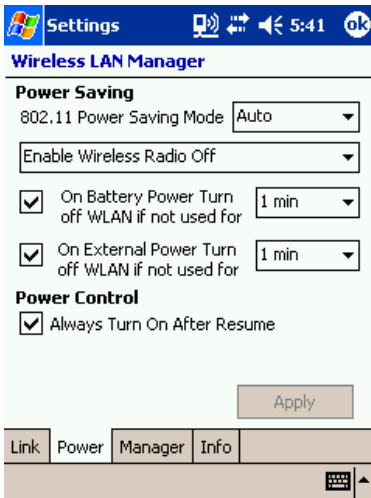 Settings 5:41 ok
Wireless LAN Manager
Power Saving
802.11 Power Saving Mode Auto
Enable Wireless Radio Off
On Battery Power Turn
off WLAN if not used for 1 min
On External Power Turn
off WLAN if not used for 1 min
Power Control
Always Turn On After Resume
Apply
Link Power Manager Info